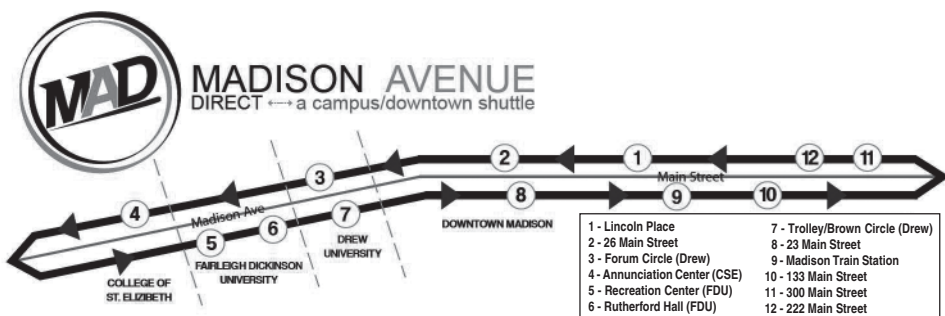 MAD
MADISON AVENUE
DIRECT a campus/downtown shuttle
2
1
12
11
3
Main Street
4
Madison Ave
8
9
10
7
6
5
DOWNTOWN MADISON
DREW
UNIVERSITY
FAIRLEIGH DICKINSON
UNIVERSITY
COLLEGE OF
ST. ELIZIBETH
1 - Lincoln Place
2 - 26 Main Street
3 - Forum Circle (Drew)
4 - Annunciation Center (CSE)
5 - Recreation Center (FDU)
6 - Rutherford Hall (FDU)
7 - Trolley/Brown Circle (Drew)
8 - 23 Main Street
9 - Madison Train Station
10 - 133 Main Street
11 - 300 Main Street
12 - 222 Main Street